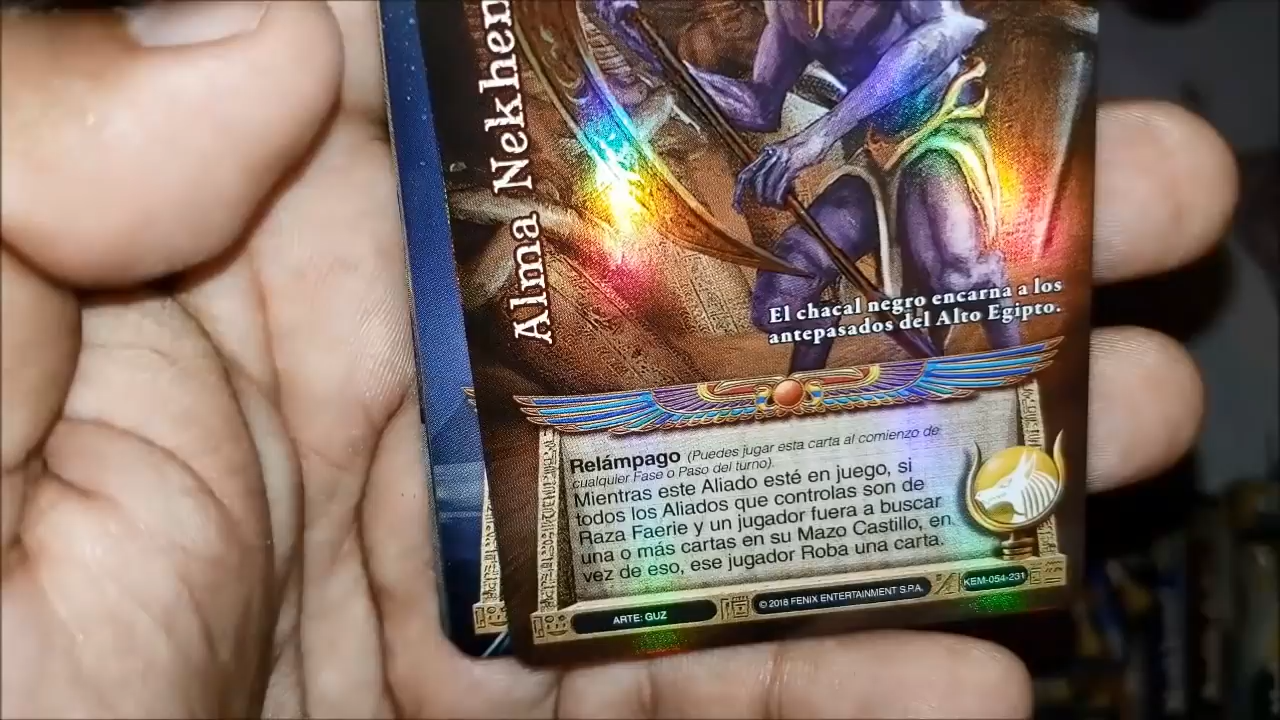 Alma Nekhen
El chacal negro encarna a los
antepasados del Alto Egipto.
Relámpago (Puedes jugar esta carta al comienzo de
cualquier Fase o Paso del turno).
Mientras este Aliado esté en juego, si
todos los Aliados que controlas son de
Raza Faerie y un jugador fuera a buscar
una o más cartas en su Mazo Castillo, en
vez de eso, ese jugador Roba una carta.
ARTE: GUZ
© 2018 FENIX ENTERTAINMENT S.P.A.
KEM-054-231